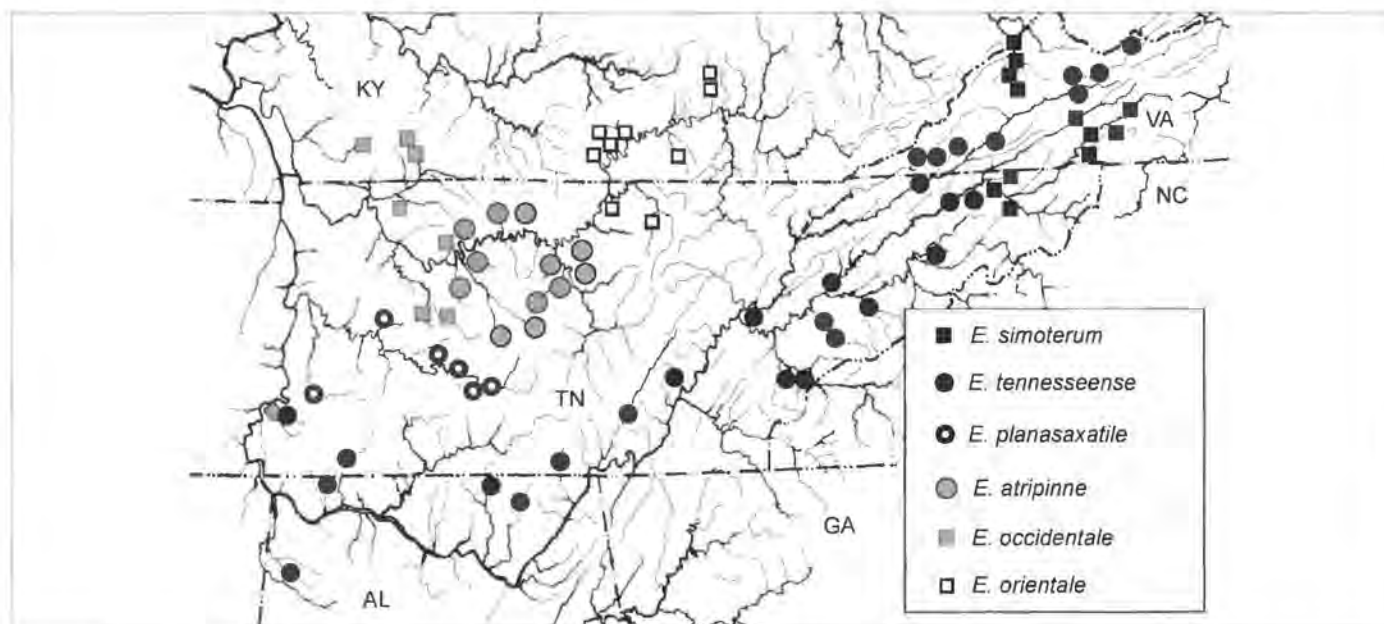 KY
VA
NC
TN
GA
AL
E. simoterum
E. tennesseense
E. planasaxatile
E. atripinne
E. occidentale
E. orientale